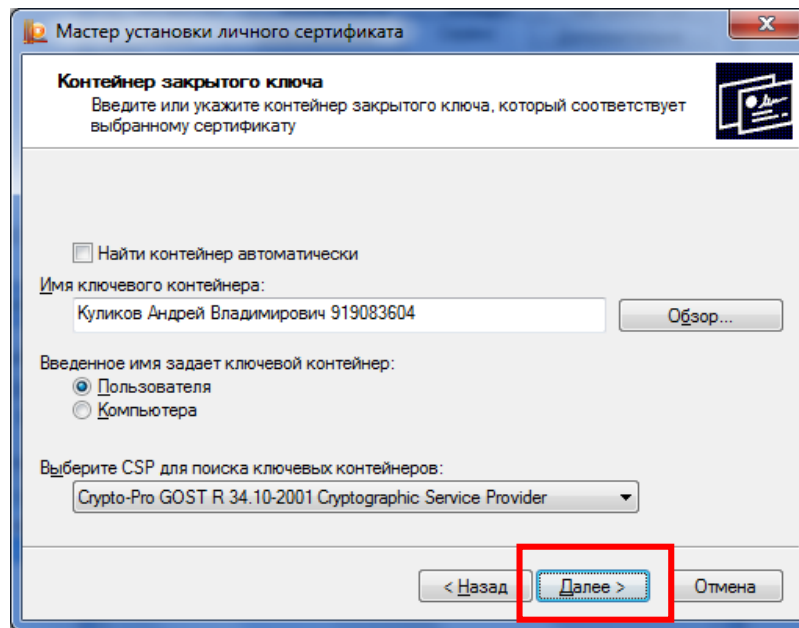 Мастер установки личного сертификата
Контейнер закрытого ключа
Введите или укажите контейнер закрытого ключа, который соответствует
выбранному сертификату
Найти контейнер автоматически
Имя ключевого контейнера:
Куликов Андрей Владимирович 919083604
Обзор...
Введенное имя задает ключевой контейнер:
Пользователя
Компьютера
Выберите CSP для поиска ключевых контейнеров:
Crypto-Pro GOST R 34.10-2001 Cryptographic Service Provider
< Назад
Далее >
Отмена